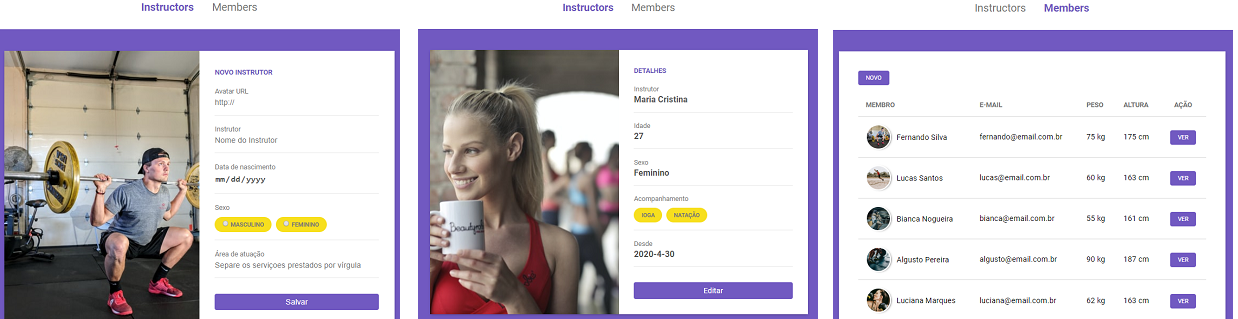 Instructors Members
NOVO INSTRUTOR
Avatar URL
http://
Instrutor
Nome do Instrutor
Data de nascimento
mm/dd/yyyy
Sexo
MASCULINO FEMININO
Área de atuação
Separe os serviçoes prestados por vírgula
Salvar
Instructors Members
DETALHES
Instrutor
Maria Cristina
Idade
27
Sexo
Feminino
Acompanhamento
IOGA NATAÇÃO
Desde
2020-4-30
Editar
Instructors Members
NOVO
MEMBRO E-MAIL PESO ALTURA AÇÃO
Fernando Silva fernando@email.com.br 75 kg 175 cm VER
Lucas Santos lucas@email.com.br 60 kg 163 cm VER
Bianca Nogueira bianca@email.com.br 55 kg 161 cm VER
Algusto Pereira algusto@email.com.br 90 kg 187 cm VER
Luciana Marques luciana@email.com.br 62 kg 163 cm VER